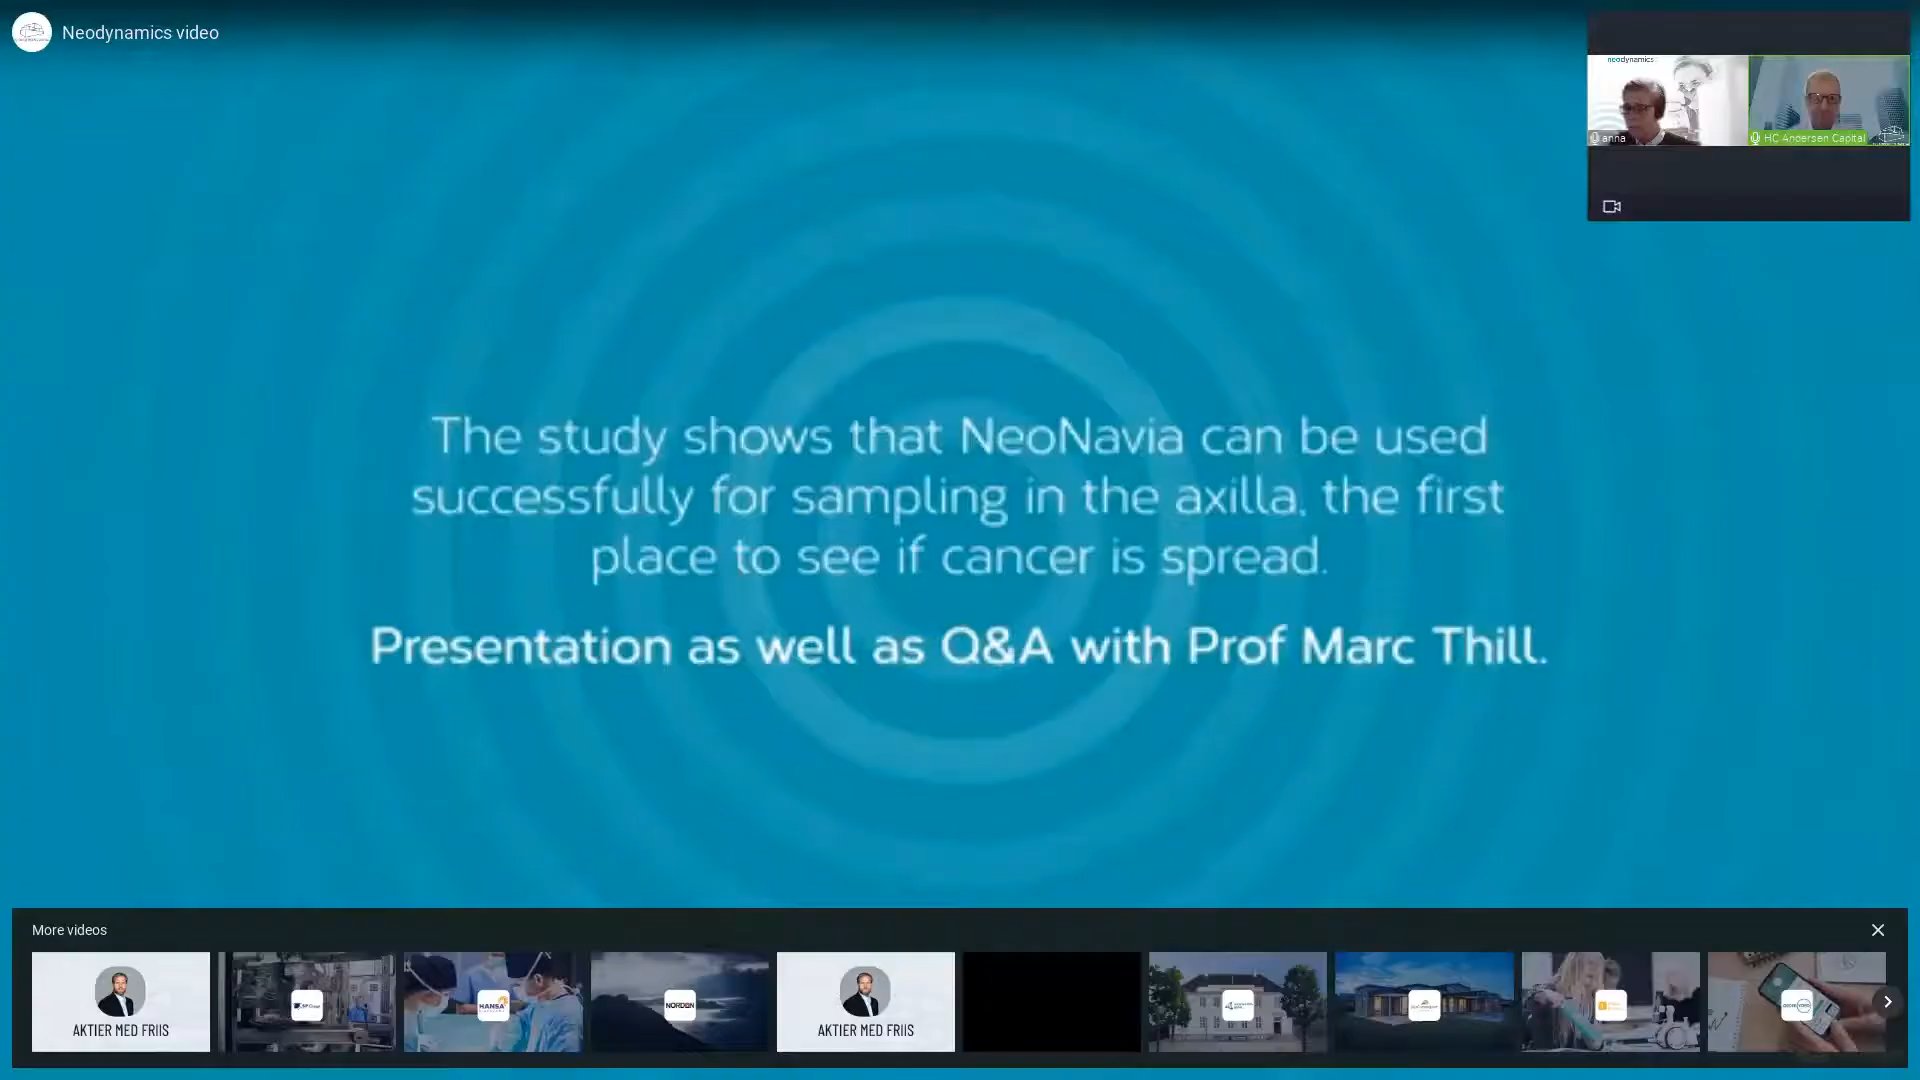 Neodynamics video
neodynamics
anna
HC Andersen Capital
The study shows that NeoNavia can be used
successfully for sampling in the axilla, the first
place to see if cancer is spread.
Presentation as well as Q&A with Prof Marc Thill.
More videos
AKTIER MED FRIIS
HANSA
NORDEN
AKTIER MED FRIIS